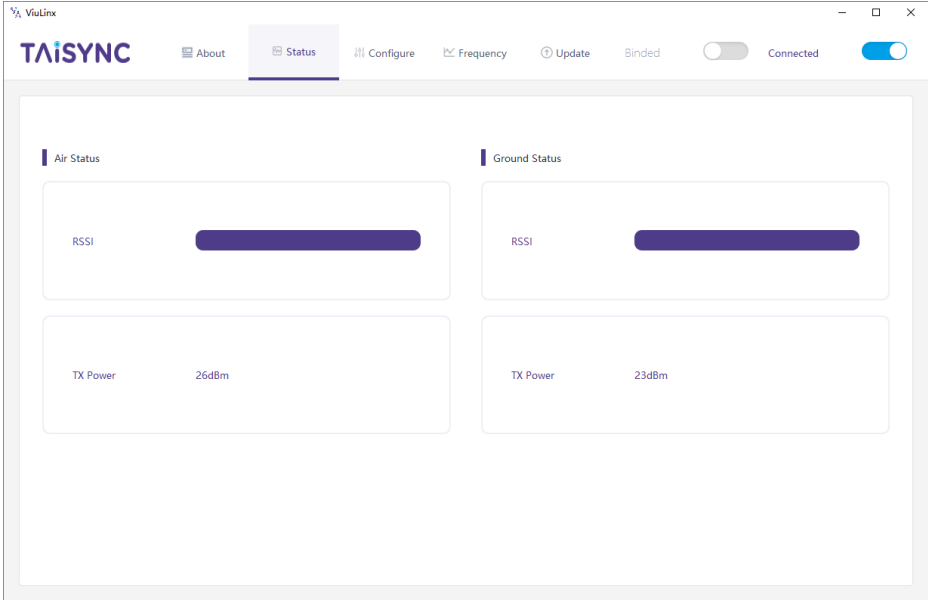 ViuLinx
TAiSYNC
About
Status
Configure
Frequency
Update
Binded
Connected
Air Status
Ground Status
RSSI
RSSI
TX Power 26dBm
TX Power 23dBm